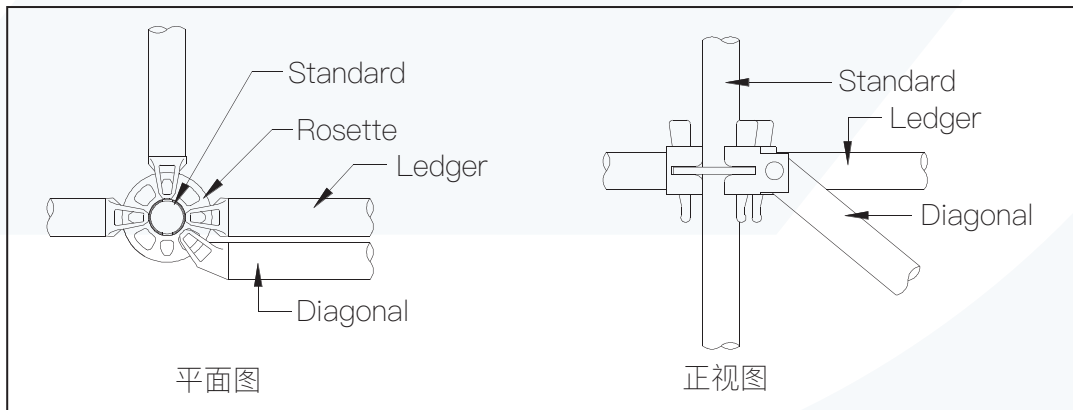 Standard
Rosette
Ledger
Diagonal
平面图
Standard
Ledger
Diagonal
正视图